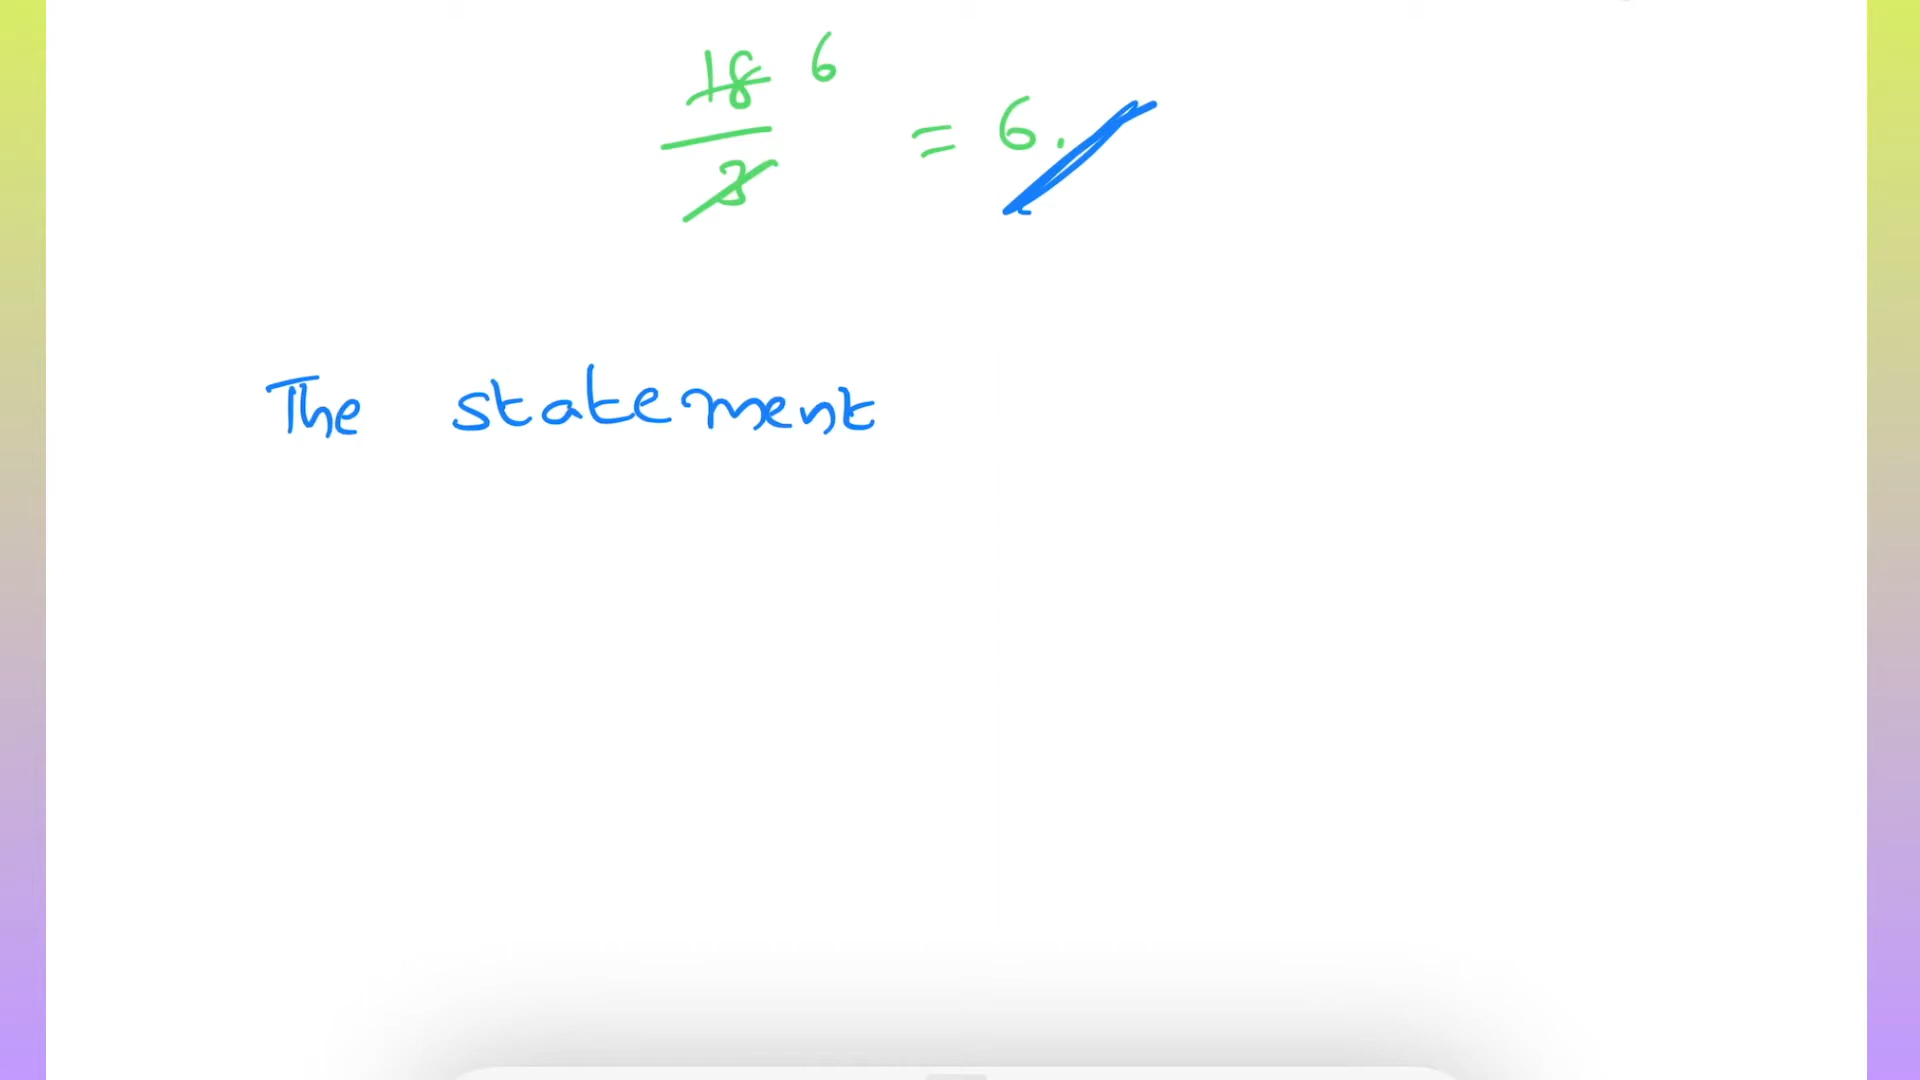 18 6
3
= 6.
The statement